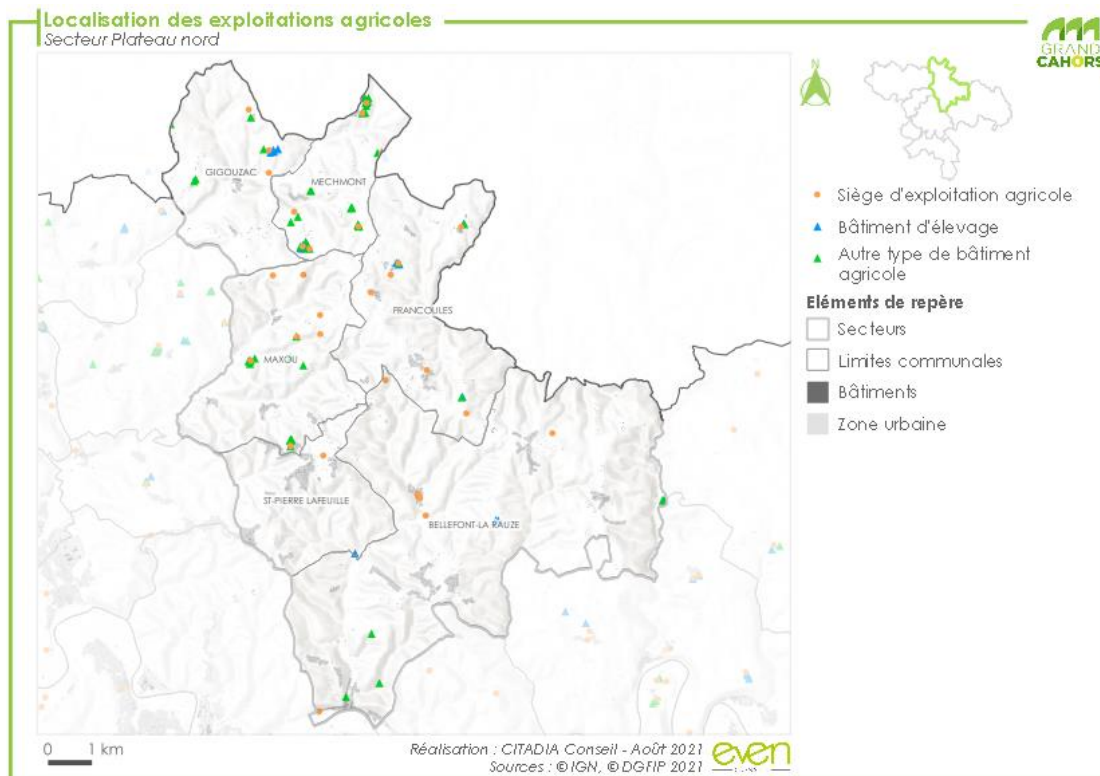 Localisation des exploitations agricoles
Secteur Plateau nord
GRAND
CAHORS
N
GIGOUZAC
MECHMONT
FRANCOULES
MAXOU
ST-PIERRE LAFEUILLE
BELLEFONT-LA RAUZE
Siège d'exploitation agricole
Bâtiment d'élevage
Autre type de bâtiment
agricole
Eléments de repère
Secteurs
Limites communales
Bâtiments
Zone urbaine
0 1 km
Réalisation : CITADIA Conseil - Août 2021
Sources : © IGN, © DGFIP 2021
even